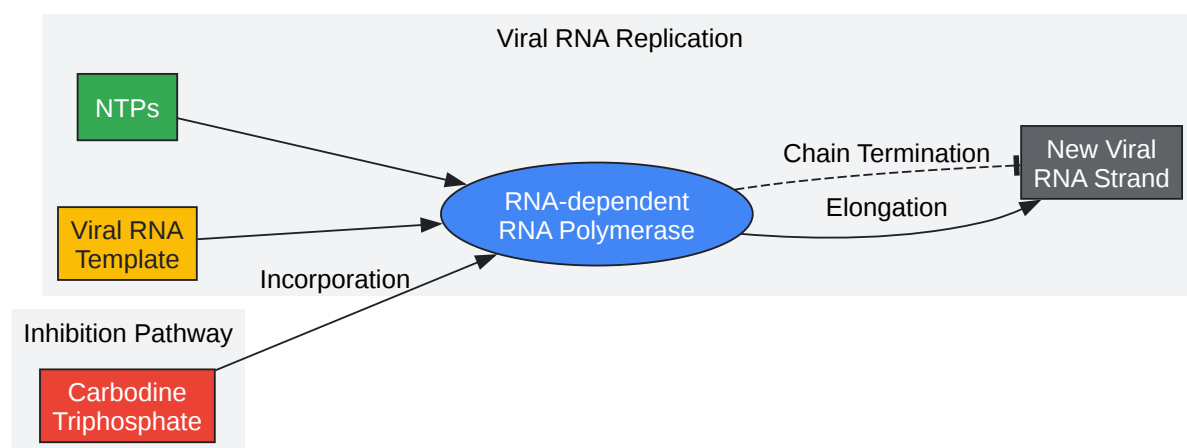 Viral RNA Replication
NTPs
Chain Termination
New Viral
RNA Strand
RNA-dependent
RNA Polymerase
Elongation
Viral RNA
Template
Incorporation
Inhibition Pathway
Carbodine
Triphosphate